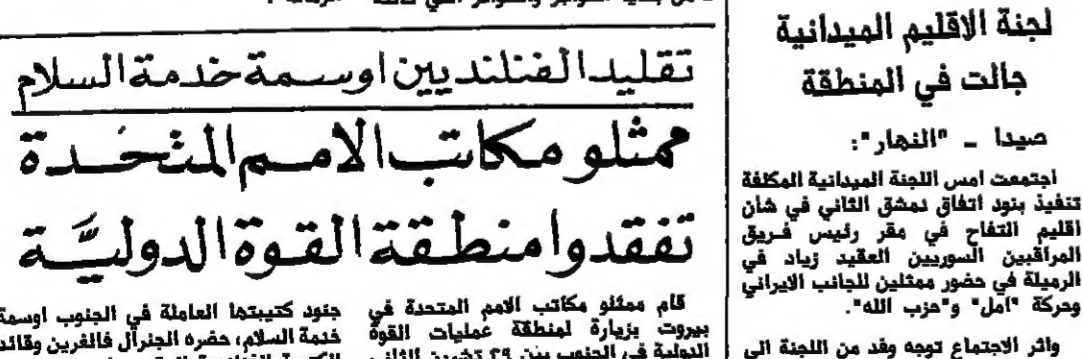 لجنة الاقليم الميدانية
جالت في المنطقة
صيدا - "النهار":
اجتمعت امس اللجنة الميدانية المكلفة
تنفيذ بنود اتفاق دمشق الثاني في شأن
اقليم التفاح في مقر رئيس فريق
المراقبين السوريين العقيد زياد في
الرميلة في حضور ممثلين للجانب الايراني
وحركة "امل" و"حزب الله".
واثر الاجتماع توجه وفد من اللجنة الى
تقليد الفنلنديين اوسمة خدمة السلام
ممثلو مكاتب الامم المتحدة
تفقدوا منطقة القوة الدولية
قام ممثلو مكاتب الامم المتحدة في
بيروت بزيارة لمنطقة عمليات القوة
الدولية في الجنوب بين ٢٩ تشرين الثاني
جنود كتيبتها العاملة في الجنوب اوسمة
خدمة السلام، حضره الجنرال فالغرين وقائد